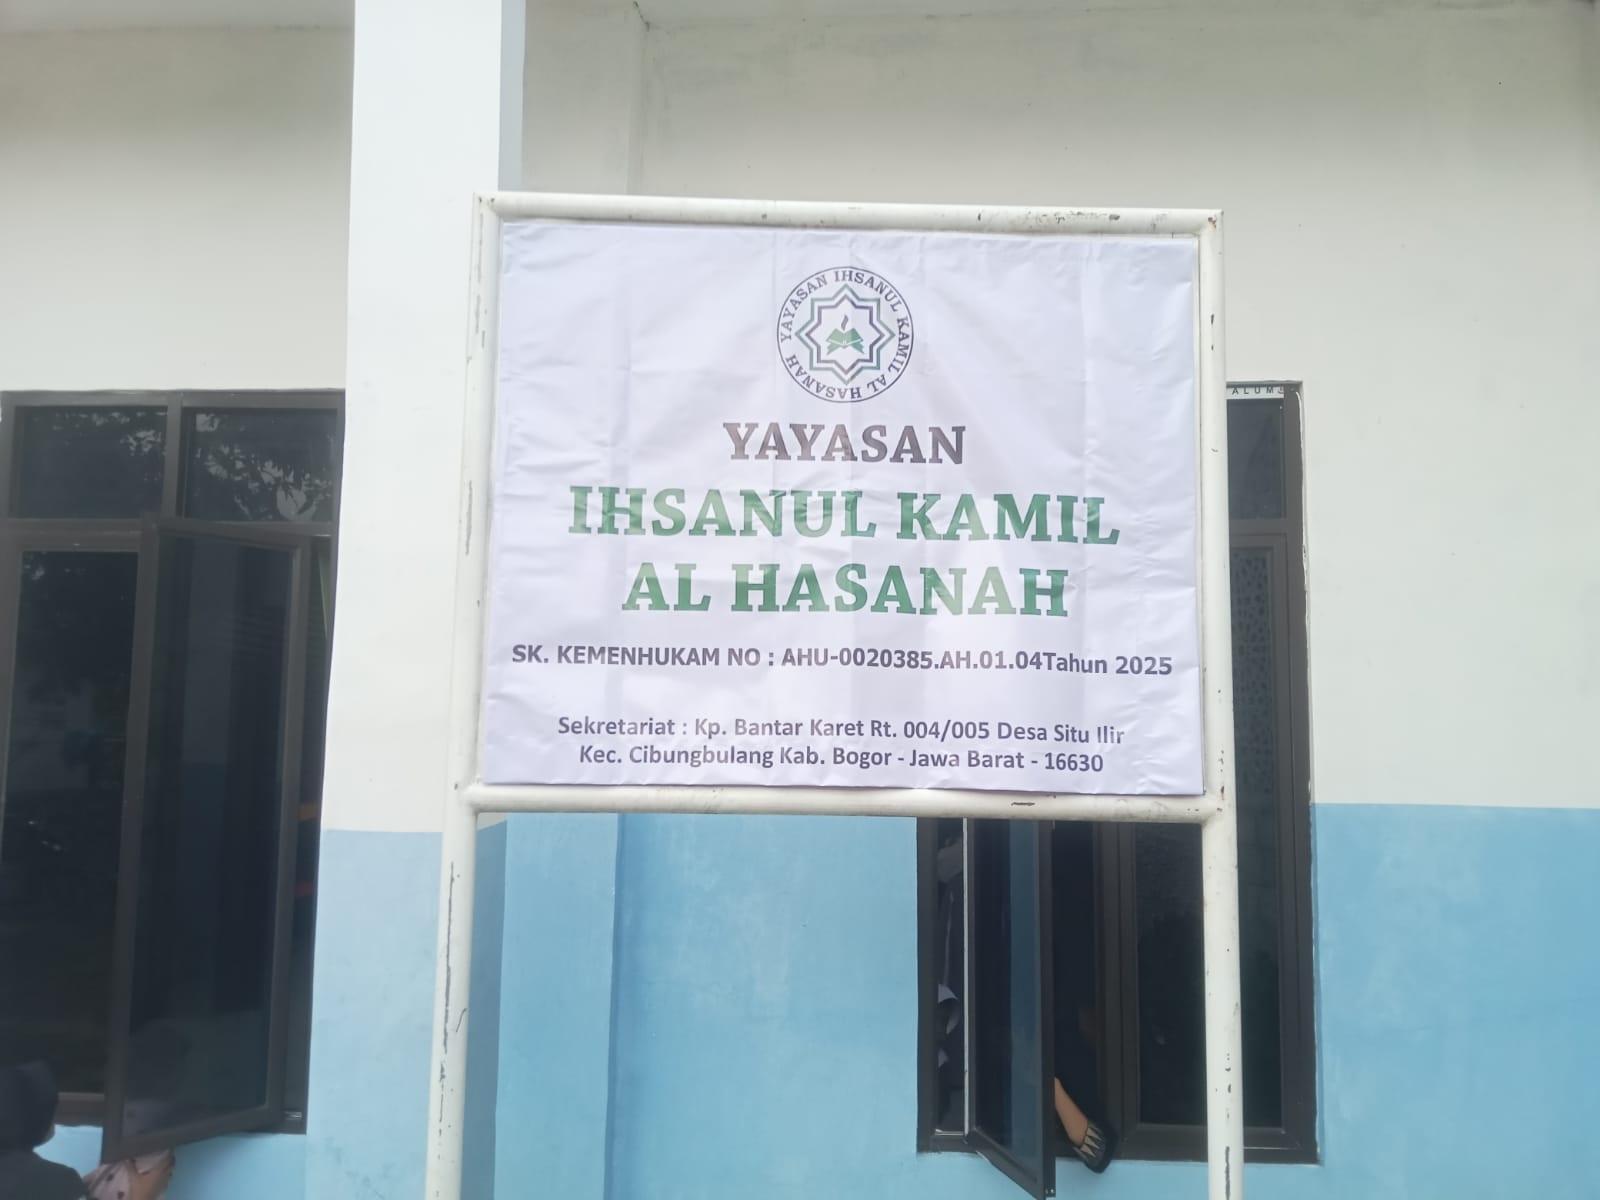 YAYASAN IHSANUL KAMIL AL HASANAH
YAYASAN
IHSANUL KAMIL
AL HASANAH
SK. KEMENHUKAM NO : AHU-0020385.AH.01.04Tahun 2025
Sekretariat : Kp. Bantar Karet Rt. 004/005 Desa Situ Ilir
Kec. Cibungbulang Kab. Bogor - Jawa Barat - 16630
ALUM